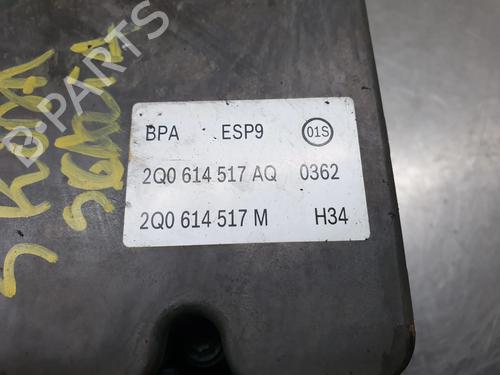 BPA ESP9 01S
2Q0 614 517 AQ 0362
2Q0 614 517 M H34
B-Parts